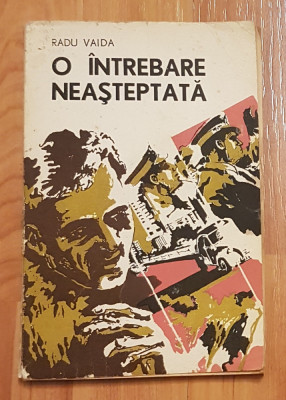 RADU VAIDA
O ÎNTREBARE
NEAŞTEPTATĂ